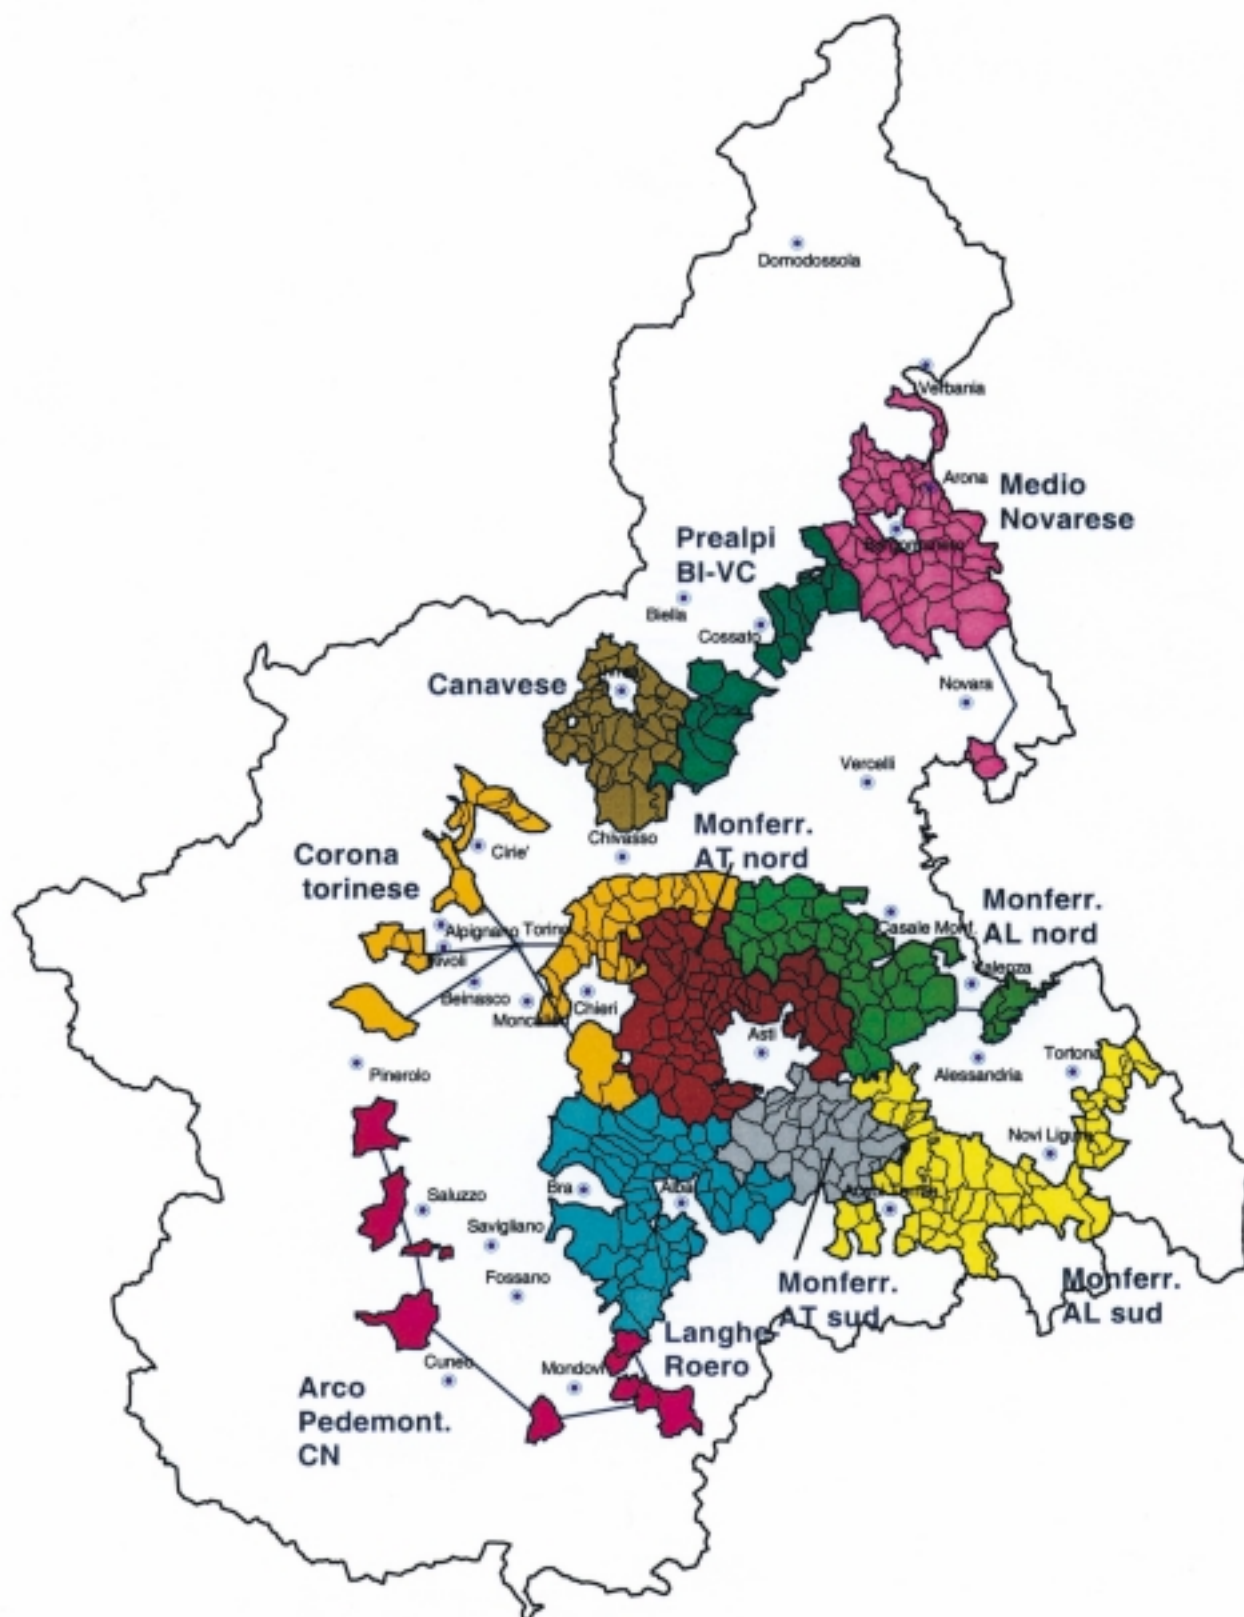 Domodossola
Verbania
Arona
Medio
Novarese
Prealpi
BI-VC
Borgomanero
Biella
Cossato
Canavese
Novara
Vercelli
Monferr.
AT nord
Chivasso
Cirie'
Corona
torinese
Monferr.
AL nord
Casale Monf.
Alpignano
Torino
Rivoli
Valenza
Beinasco
Moncalieri
Chieri
Asti
Pinerolo
Alessandria
Tortona
Novi Ligure
Bra
Alba
Saluzzo
Savigliano
Fossano
Monferr.
AT sud
Monferr.
AL sud
Langhe-
Roero
Cuneo
Mondovi
Arco
Pedemont.
CN